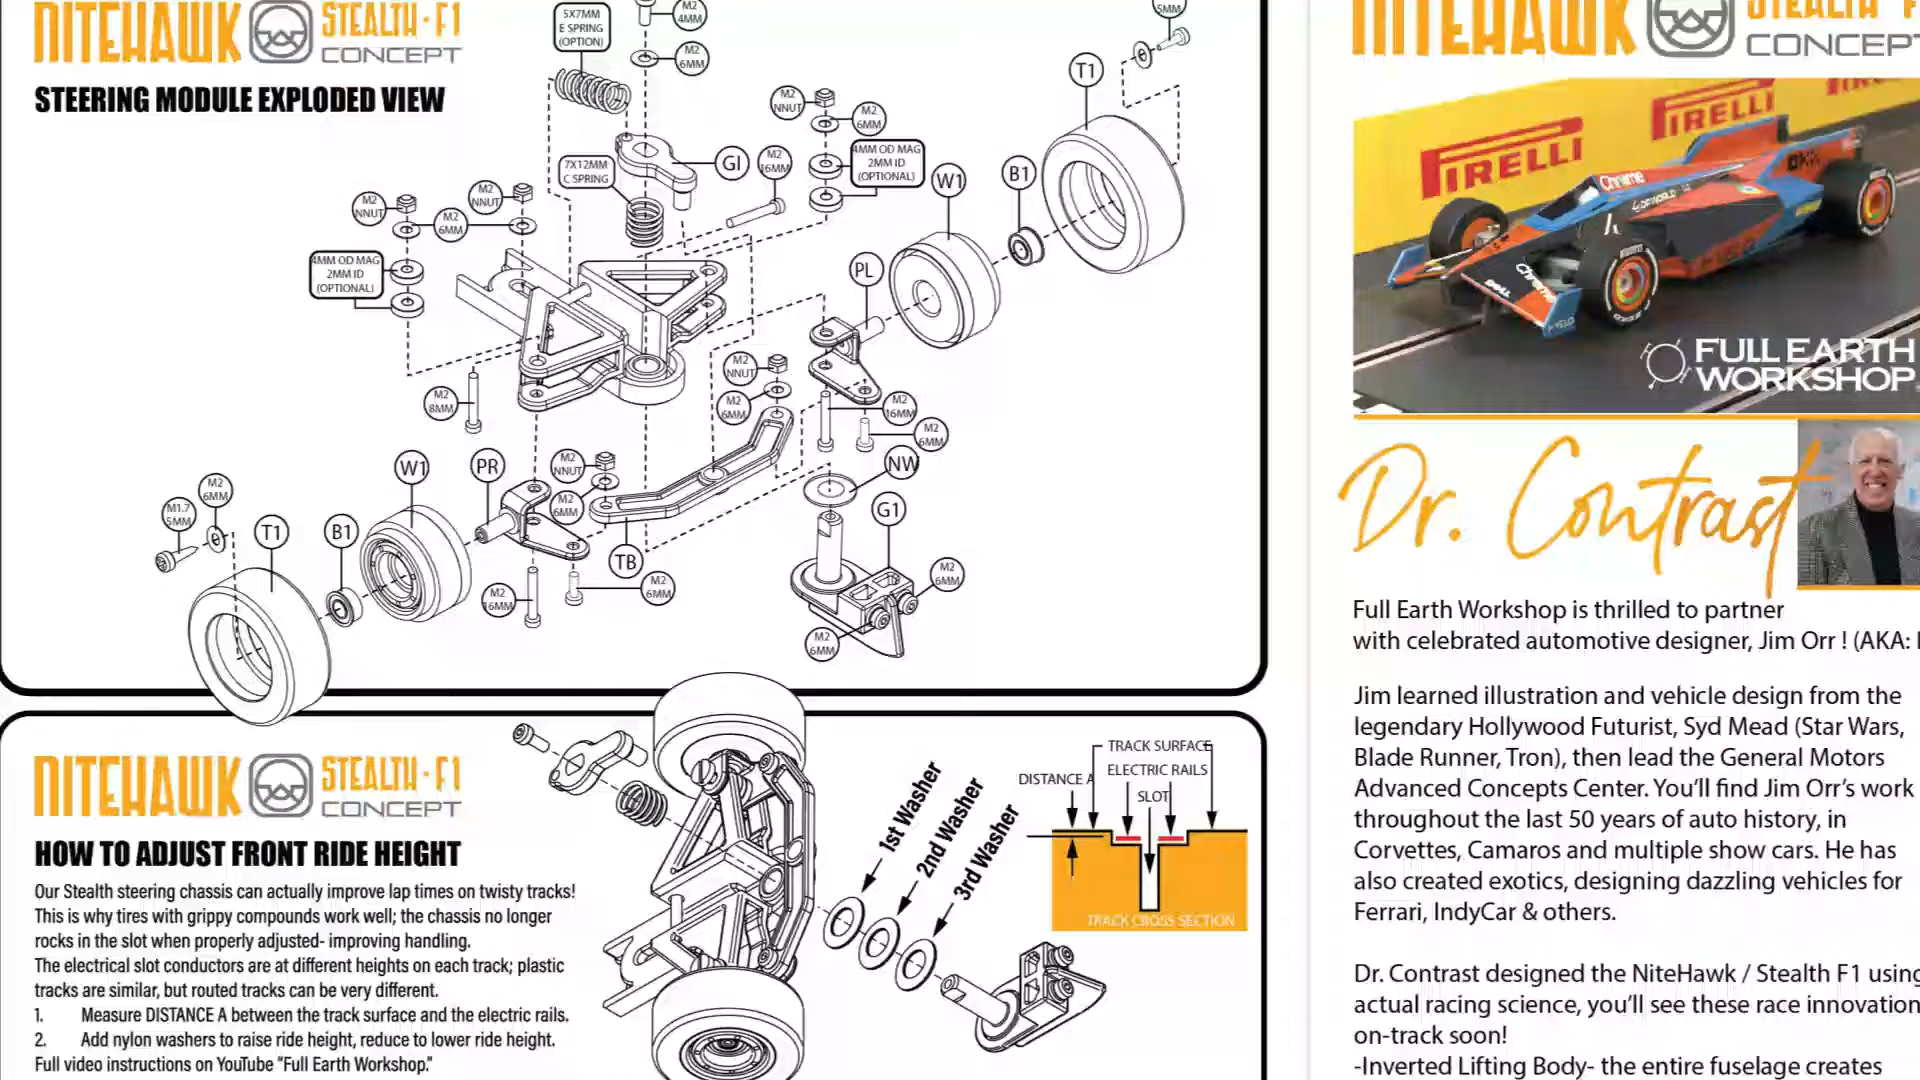 NITEHAWK STEALTH-F1
CONCEPT
STEERING MODULE EXPLODED VIEW
5X7MM
E SPRING
(OPTION)
M2
4MM
M2
6MM
5MM
T1
M2
NNUT
M2
6MM
4MM OD MAG
2MM ID
(OPTIONAL)
GI
M2
16MM
7X12MM
C SPRING
W1
B1
M2
NNUT
M2
NNUT
M2
6MM
4MM OD MAG
2MM ID
(OPTIONAL)
PL
M2
NNUT
M2
6MM
M2
8MM
M2
16MM
M2
6MM
NW
W1
PR
M2
NNUT
M2
6MM
M2
6MM
M1.7
5MM
T1
B1
G1
TB
M2
16MM
M2
6MM
M2
6MM
M2
6MM
NITEHAWK STEALTH-F1
CONCEPT
HOW TO ADJUST FRONT RIDE HEIGHT
Our Stealth steering chassis can actually improve lap times on twisty tracks!
This is why tires with grippy compounds work well; the chassis no longer
rocks in the slot when properly adjusted- improving handling.
The electrical slot conductors are at different heights on each track; plastic
tracks are similar, but routed tracks can be very different.
1. Measure DISTANCE A between the track surface and the electric rails.
2. Add nylon washers to raise ride height, reduce to lower ride height.
Full video instructions on YouTube "Full Earth Workshop."
1st Washer
2nd Washer
3rd Washer
TRACK SURFACE
DISTANCE A
ELECTRIC RAILS
SLOT
TRACK CROSS SECTION
NITEHAWK STEALTH-F
CONCEPT
PIRELLI
PIRELLI
Chrome
Chrome
DELL
FULL EARTH
WORKSHOP
Dr. Contrast
Full Earth Workshop is thrilled to partner
with celebrated automotive designer, Jim Orr ! (AKA:
Jim learned illustration and vehicle design from the
legendary Hollywood Futurist, Syd Mead (Star Wars,
Blade Runner, Tron), then lead the General Motors
Advanced Concepts Center. You'll find Jim Orr's work
throughout the last 50 years of auto history, in
Corvettes, Camaros and multiple show cars. He has
also created exotics, designing dazzling vehicles for
Ferrari, IndyCar & others.
Dr. Contrast designed the NiteHawk / Stealth F1 using
actual racing science, you'll see these race innovation
on-track soon!
-Inverted Lifting Body- the entire fuselage creates